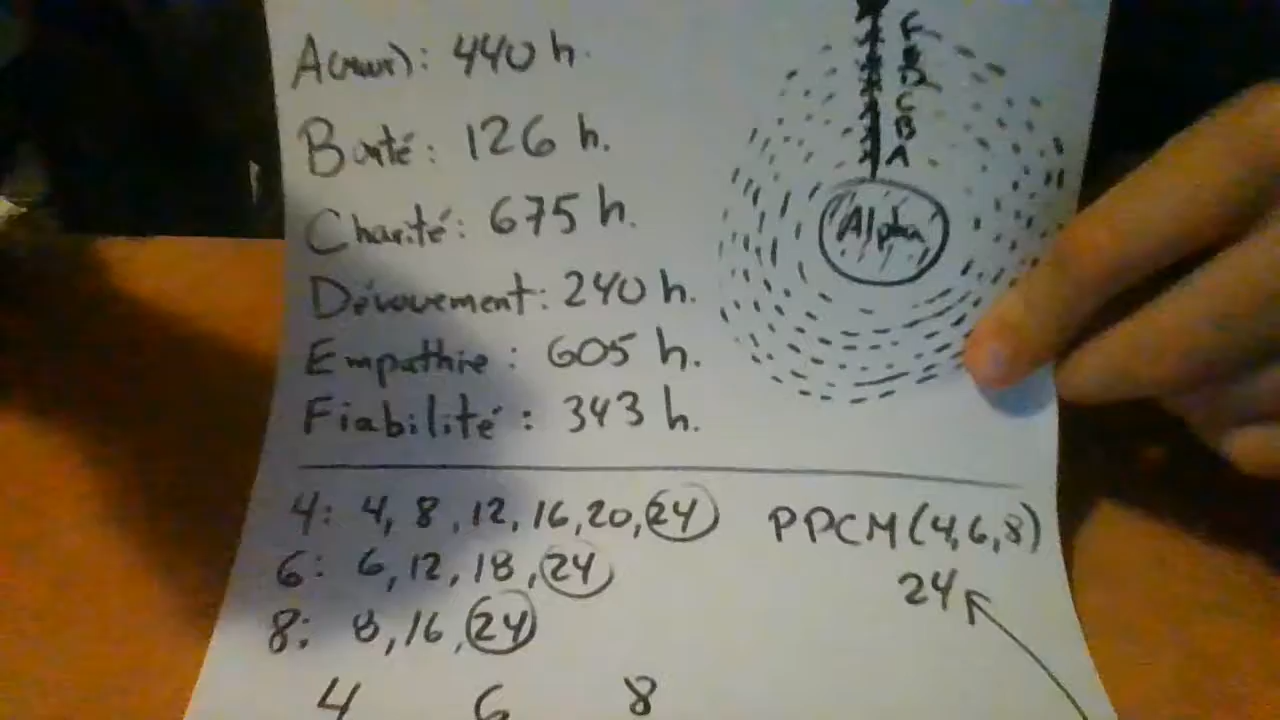 A(mour): 440 h.
Bonté: 126 h.
Charité: 675 h.
Dévouement: 240 h.
Empathie: 605 h.
Fiabilité: 343 h.
F
E
D
C
B
A
Alpha
4: 4, 8, 12, 16, 20, 24
6: 6, 12, 18, 24
8: 8, 16, 24
PPCM(4,6,8)
24
4 6 8